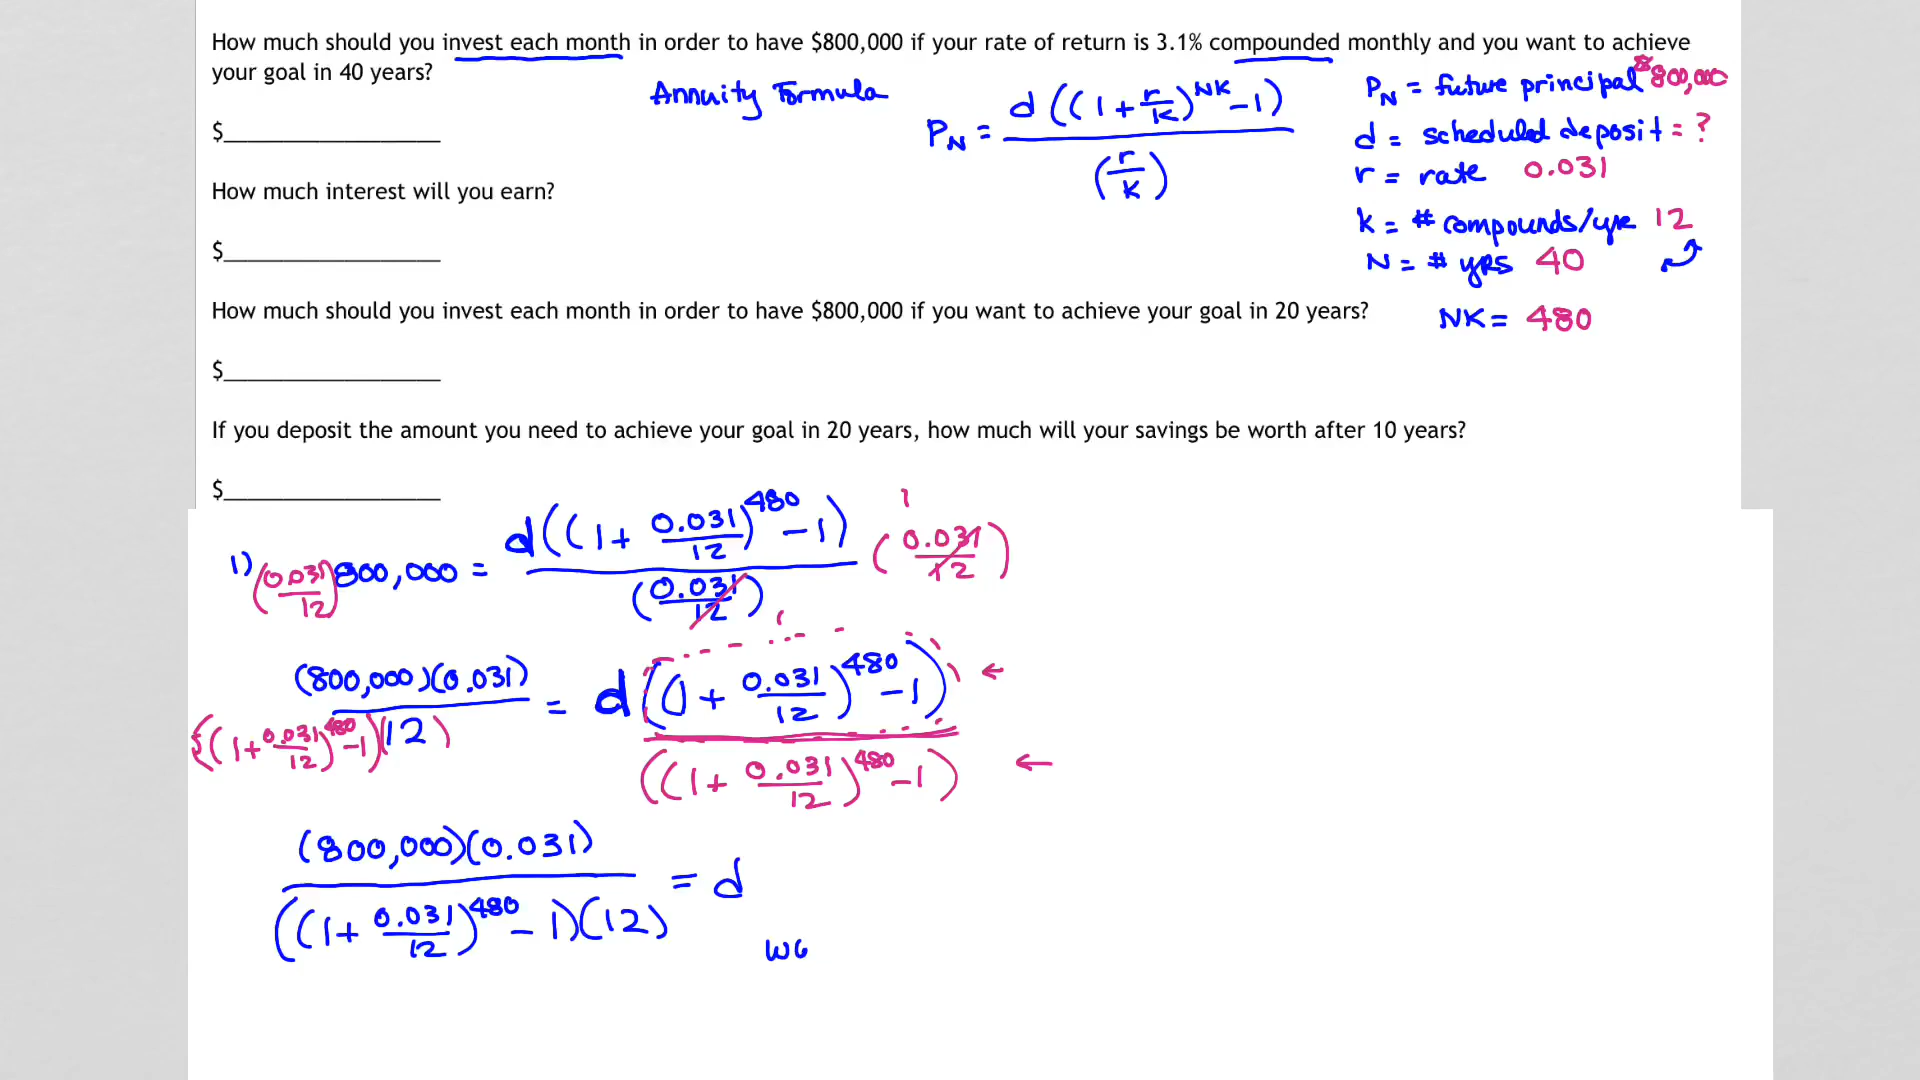 How much should you invest each month in order to have $800,000 if your rate of return is 3.1% compounded monthly and you want to achieve
your goal in 40 years?
Annuity Formula
P_N = d((1 + r/k)^NK - 1) / (r/k)
P_N = future principal $800,000
d = scheduled deposit = ?
r = rate 0.031
k = # compounds/yr 12
N = # yrs 40
NK = 480
$__________________
How much interest will you earn?
$__________________
How much should you invest each month in order to have $800,000 if you want to achieve your goal in 20 years?
$__________________
If you deposit the amount you need to achieve your goal in 20 years, how much will your savings be worth after 10 years?
$__________________
1) (0.031/12) 800,000 = d((1 + 0.031/12)^480 - 1) / (0.031/12) (0.031/12)
1
1
(800,000)(0.031) / ((1 + 0.031/12)^480 - 1)(12) = d((1 + 0.031/12)^480 - 1) / ((1 + 0.031/12)^480 - 1)
←
←
(800,000)(0.031) / ((1 + 0.031/12)^480 - 1)(12) = d